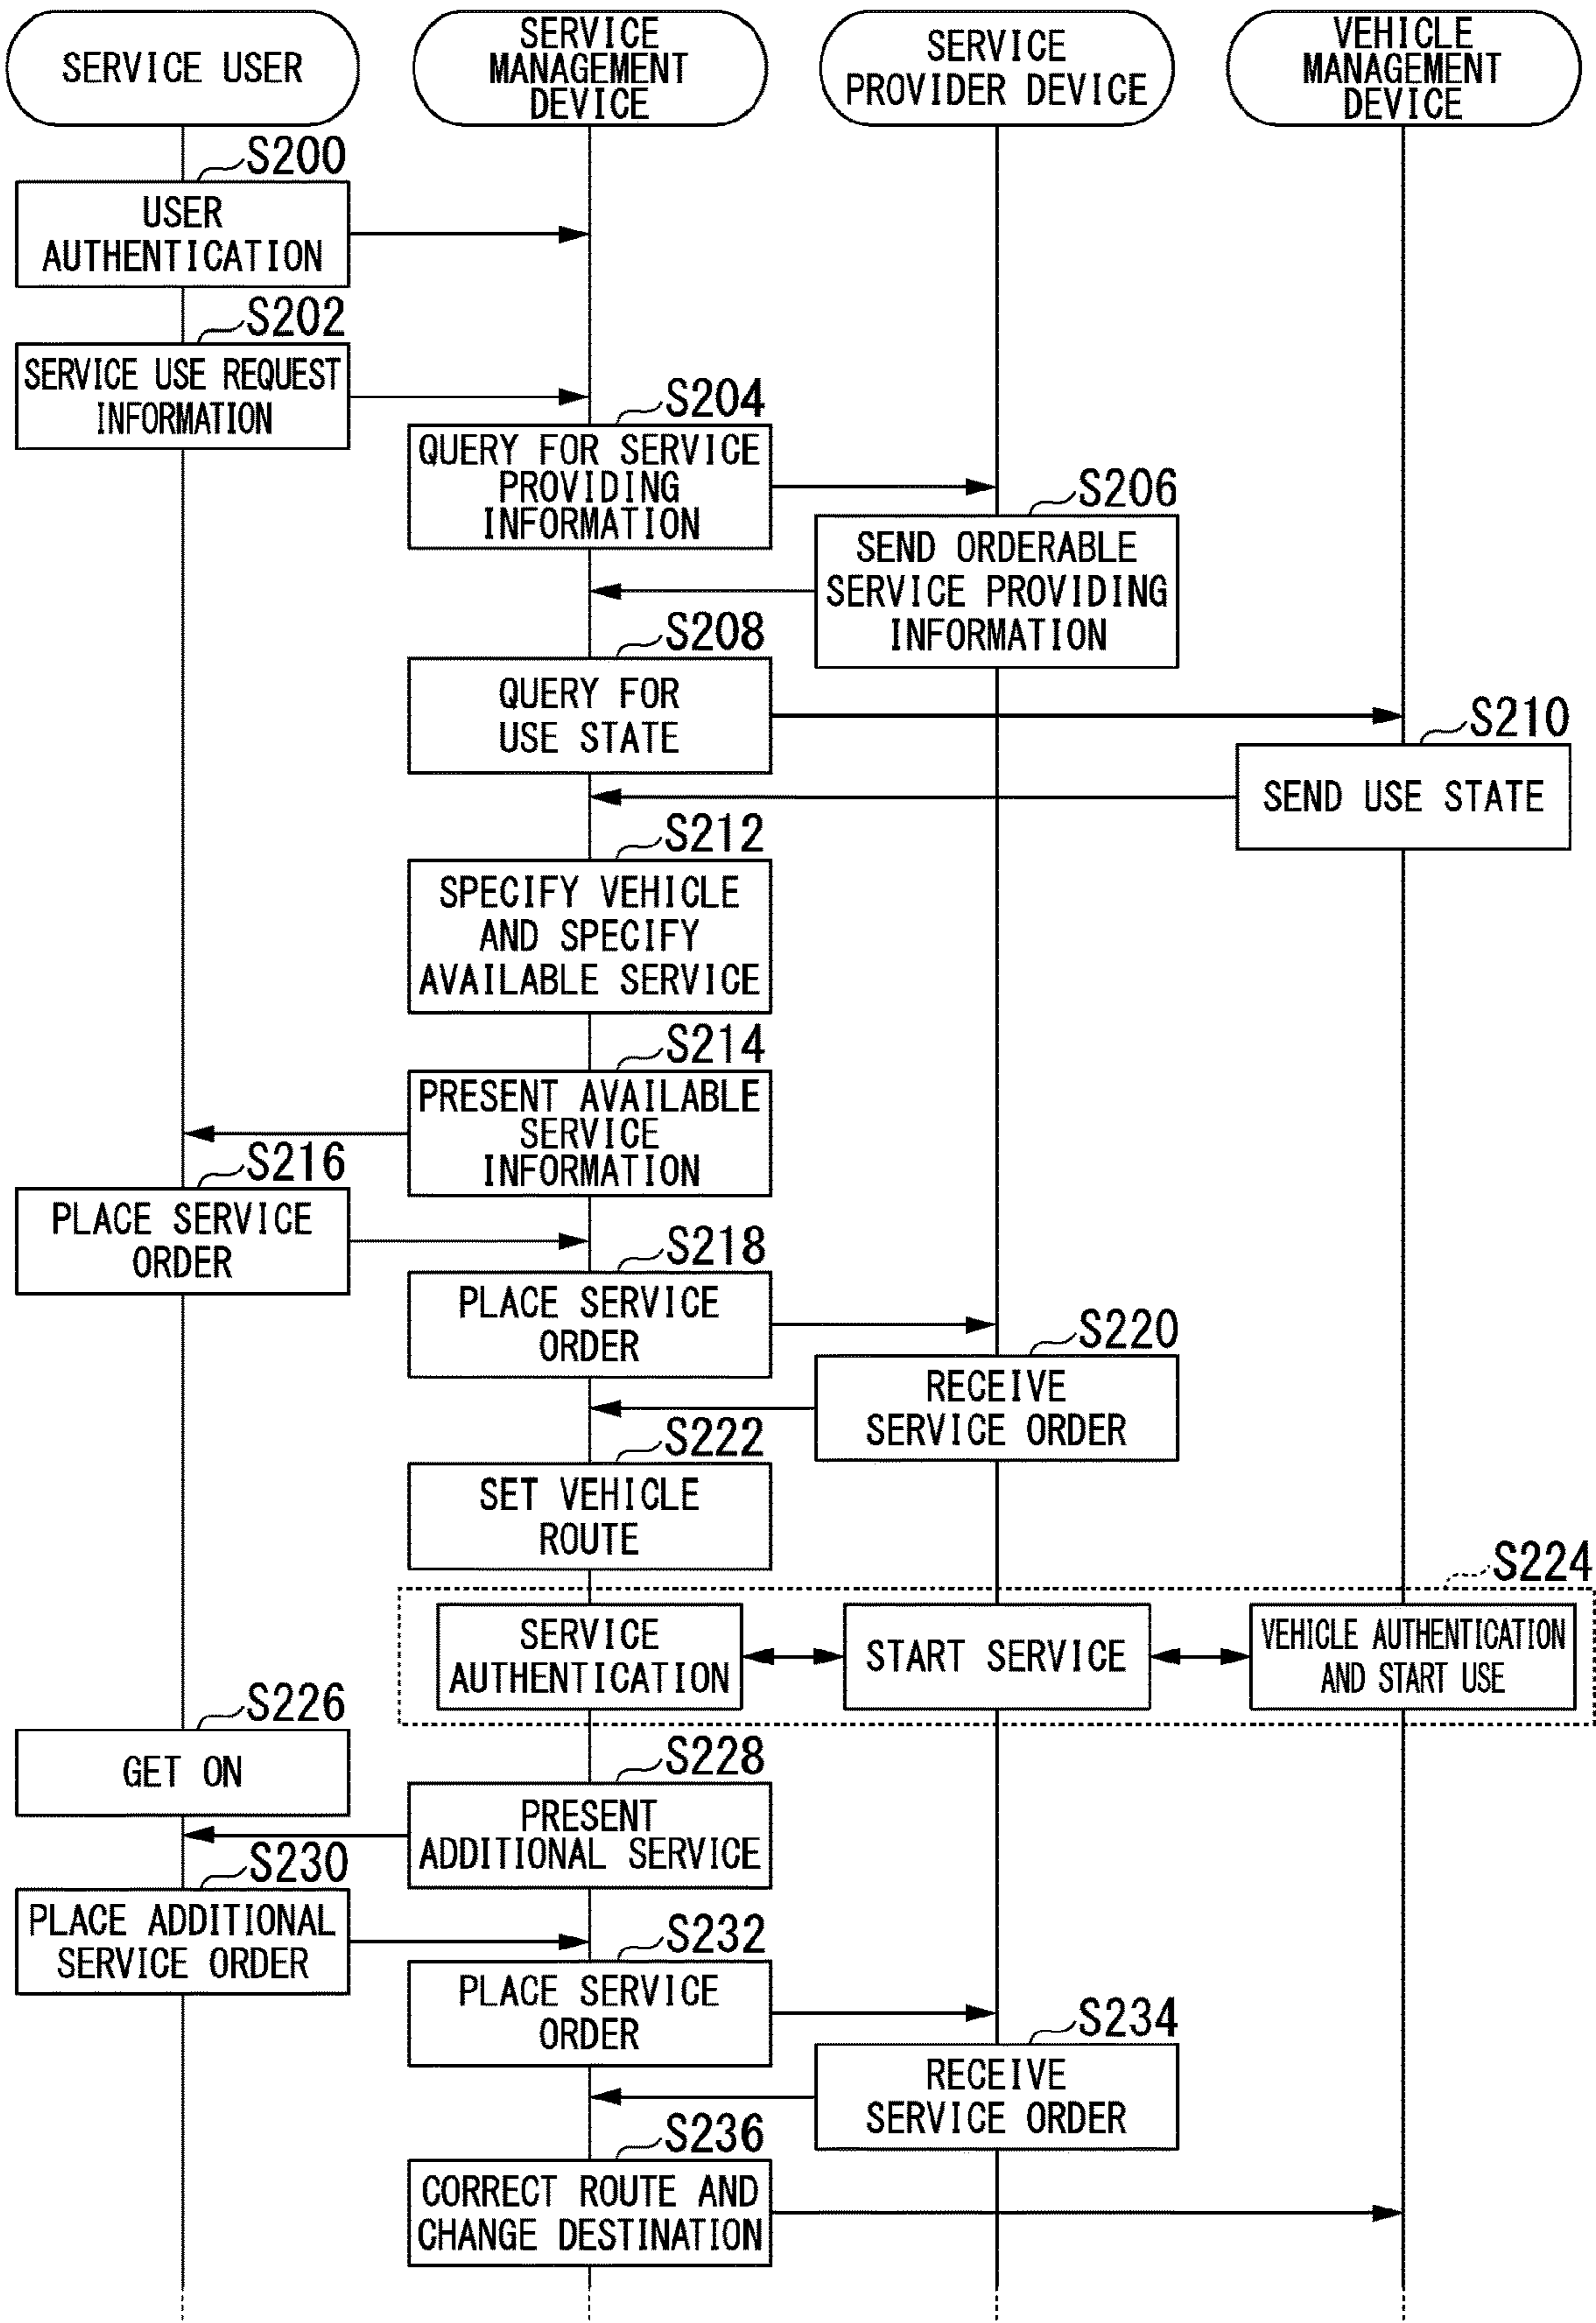 SERVICE USER
SERVICE
MANAGEMENT
DEVICE
SERVICE
PROVIDER DEVICE
VEHICLE
MANAGEMENT
DEVICE
S200
USER
AUTHENTICATION
S202
SERVICE USE REQUEST
INFORMATION
S204
QUERY FOR SERVICE
PROVIDING
INFORMATION
S206
SEND ORDERABLE
SERVICE PROVIDING
INFORMATION
S208
QUERY FOR
USE STATE
S210
SEND USE STATE
S212
SPECIFY VEHICLE
AND SPECIFY
AVAILABLE SERVICE
S214
PRESENT AVAILABLE
SERVICE
INFORMATION
S216
PLACE SERVICE
ORDER
S218
PLACE SERVICE
ORDER
S220
RECEIVE
SERVICE ORDER
S222
SET VEHICLE
ROUTE
S224
SERVICE
AUTHENTICATION
START SERVICE
VEHICLE AUTHENTICATION
AND START USE
S226
GET ON
S228
PRESENT
ADDITIONAL SERVICE
S230
PLACE ADDITIONAL
SERVICE ORDER
S232
PLACE SERVICE
ORDER
S234
RECEIVE
SERVICE ORDER
S236
CORRECT ROUTE AND
CHANGE DESTINATION